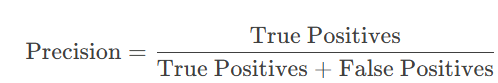 Precision = True Positives / True Positives + False Positives